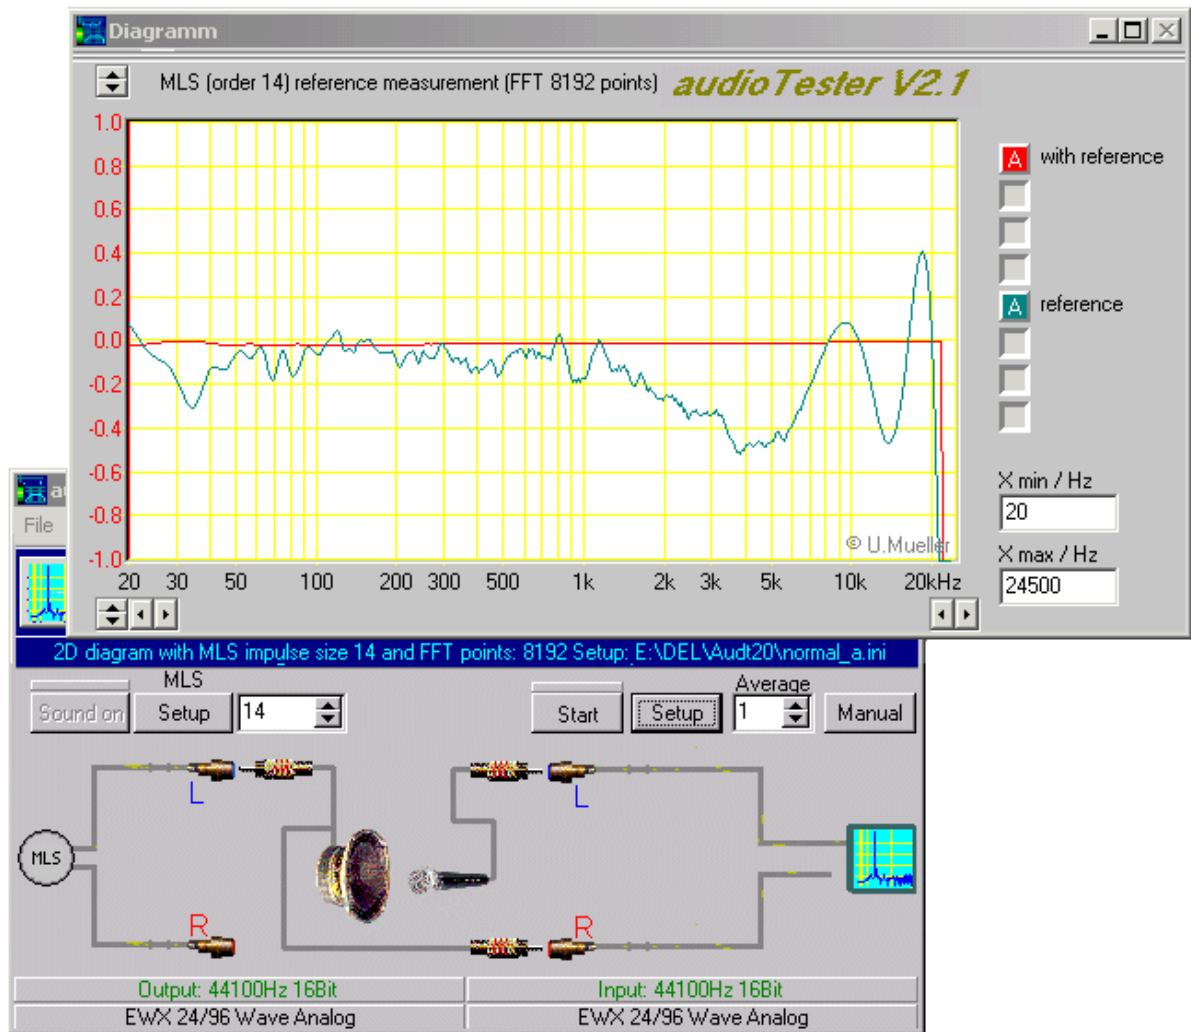 Diagramm
MLS (order 14) reference measurement (FFT 8192 points) audioTester V2.1
1.0
0.8
0.6
0.4
0.2
0.0
-0.2
-0.4
-0.6
-0.8
-1.0
20 30 50 100 200 300 500 1k 2k 3k 5k 10k 20kHz
© U.Mueller
A with reference
A reference
X min / Hz
20
X max / Hz
24500
File
2D diagram with MLS impulse size 14 and FFT points: 8192 Setup: E:\DEL\Audt20\normal_a.ini
MLS
Average
Sound on Setup 14 Start Setup 1 Manual
L L
MLS
R R
Output: 44100Hz 16Bit Input: 44100Hz 16Bit
EWX 24/96 Wave Analog EWX 24/96 Wave Analog